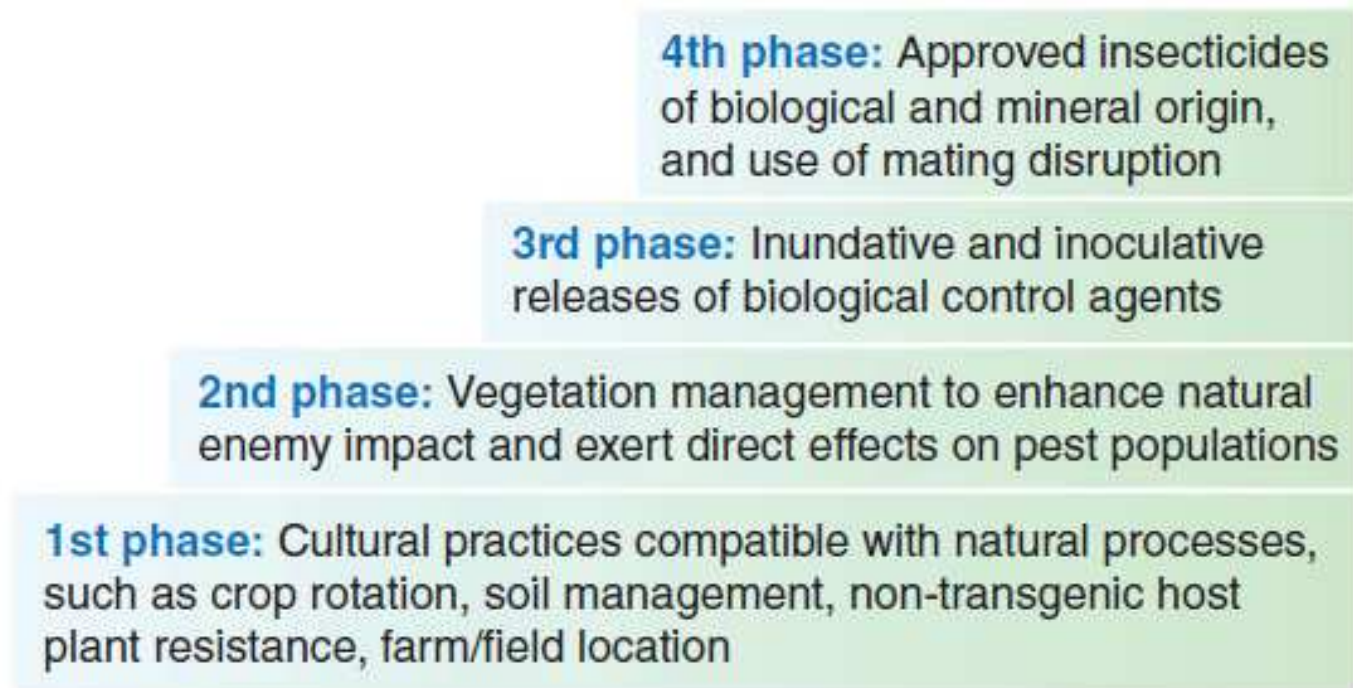 4th phase: Approved insecticides
of biological and mineral origin,
and use of mating disruption
3rd phase: Inundative and inoculative
releases of biological control agents
2nd phase: Vegetation management to enhance natural
enemy impact and exert direct effects on pest populations
1st phase: Cultural practices compatible with natural processes,
such as crop rotation, soil management, non-transgenic host
plant resistance, farm/field location